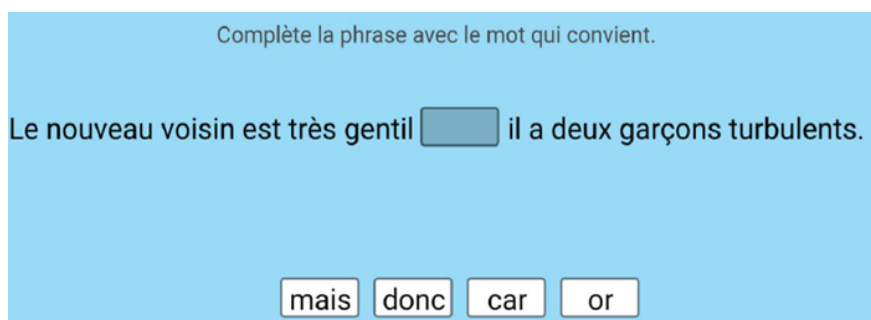 Complète la phrase avec le mot qui convient.
Le nouveau voisin est très gentil il a deux garçons turbulents.
mais donc car or